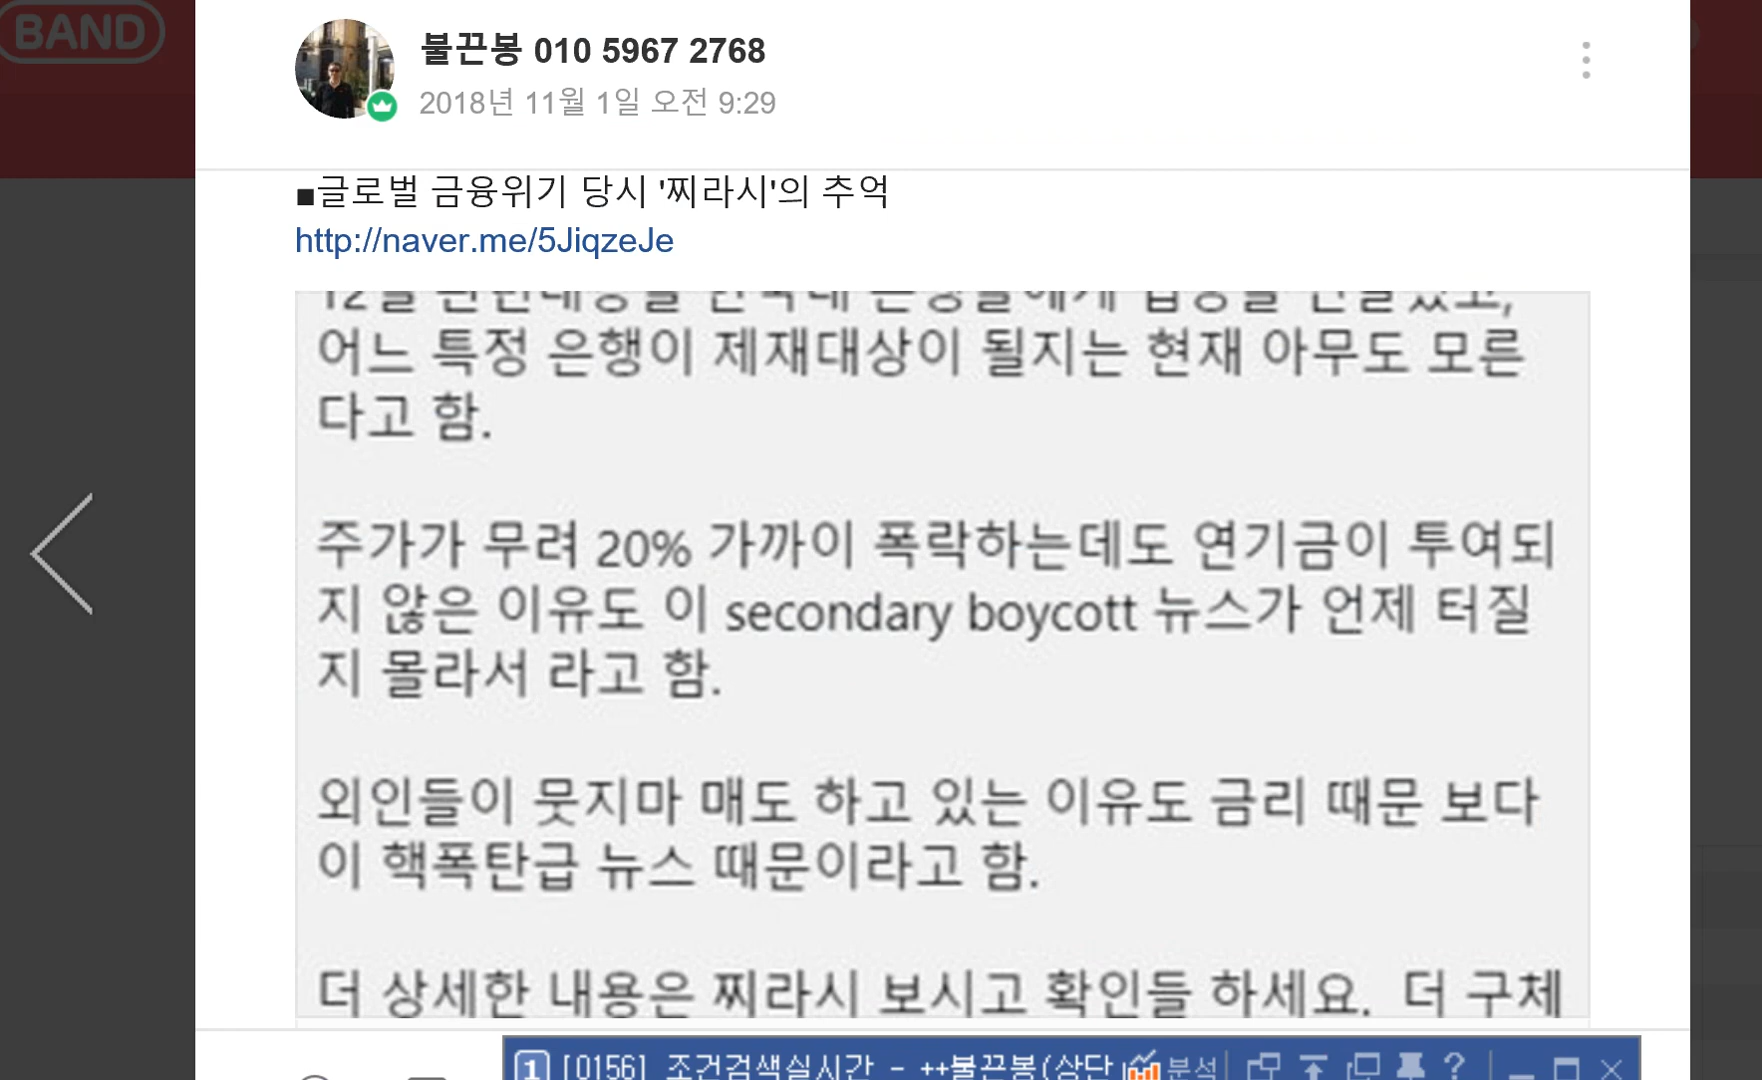 BAND
불끈봉 010 5967 2768
2018년 11월 1일 오전 9:29
■글로벌 금융위기 당시 '찌라시'의 추억
http://naver.me/5JiqzeJe
어느 특정 은행이 제재대상이 될지는 현재 아무도 모른
다고 함.
주가가 무려 20% 가까이 폭락하는데도 연기금이 투여되
지 않은 이유도 이 secondary boycott 뉴스가 언제 터질
지 몰라서 라고 함.
외인들이 뭇지마 매도 하고 있는 이유도 금리 때문 보다
이 핵폭탄급 뉴스 때문이라고 함.
더 상세한 내용은 찌라시 보시고 확인들 하세요. 더 구체
1 [0156] 조건검색실시간 - ++불끈봉(상단 분석